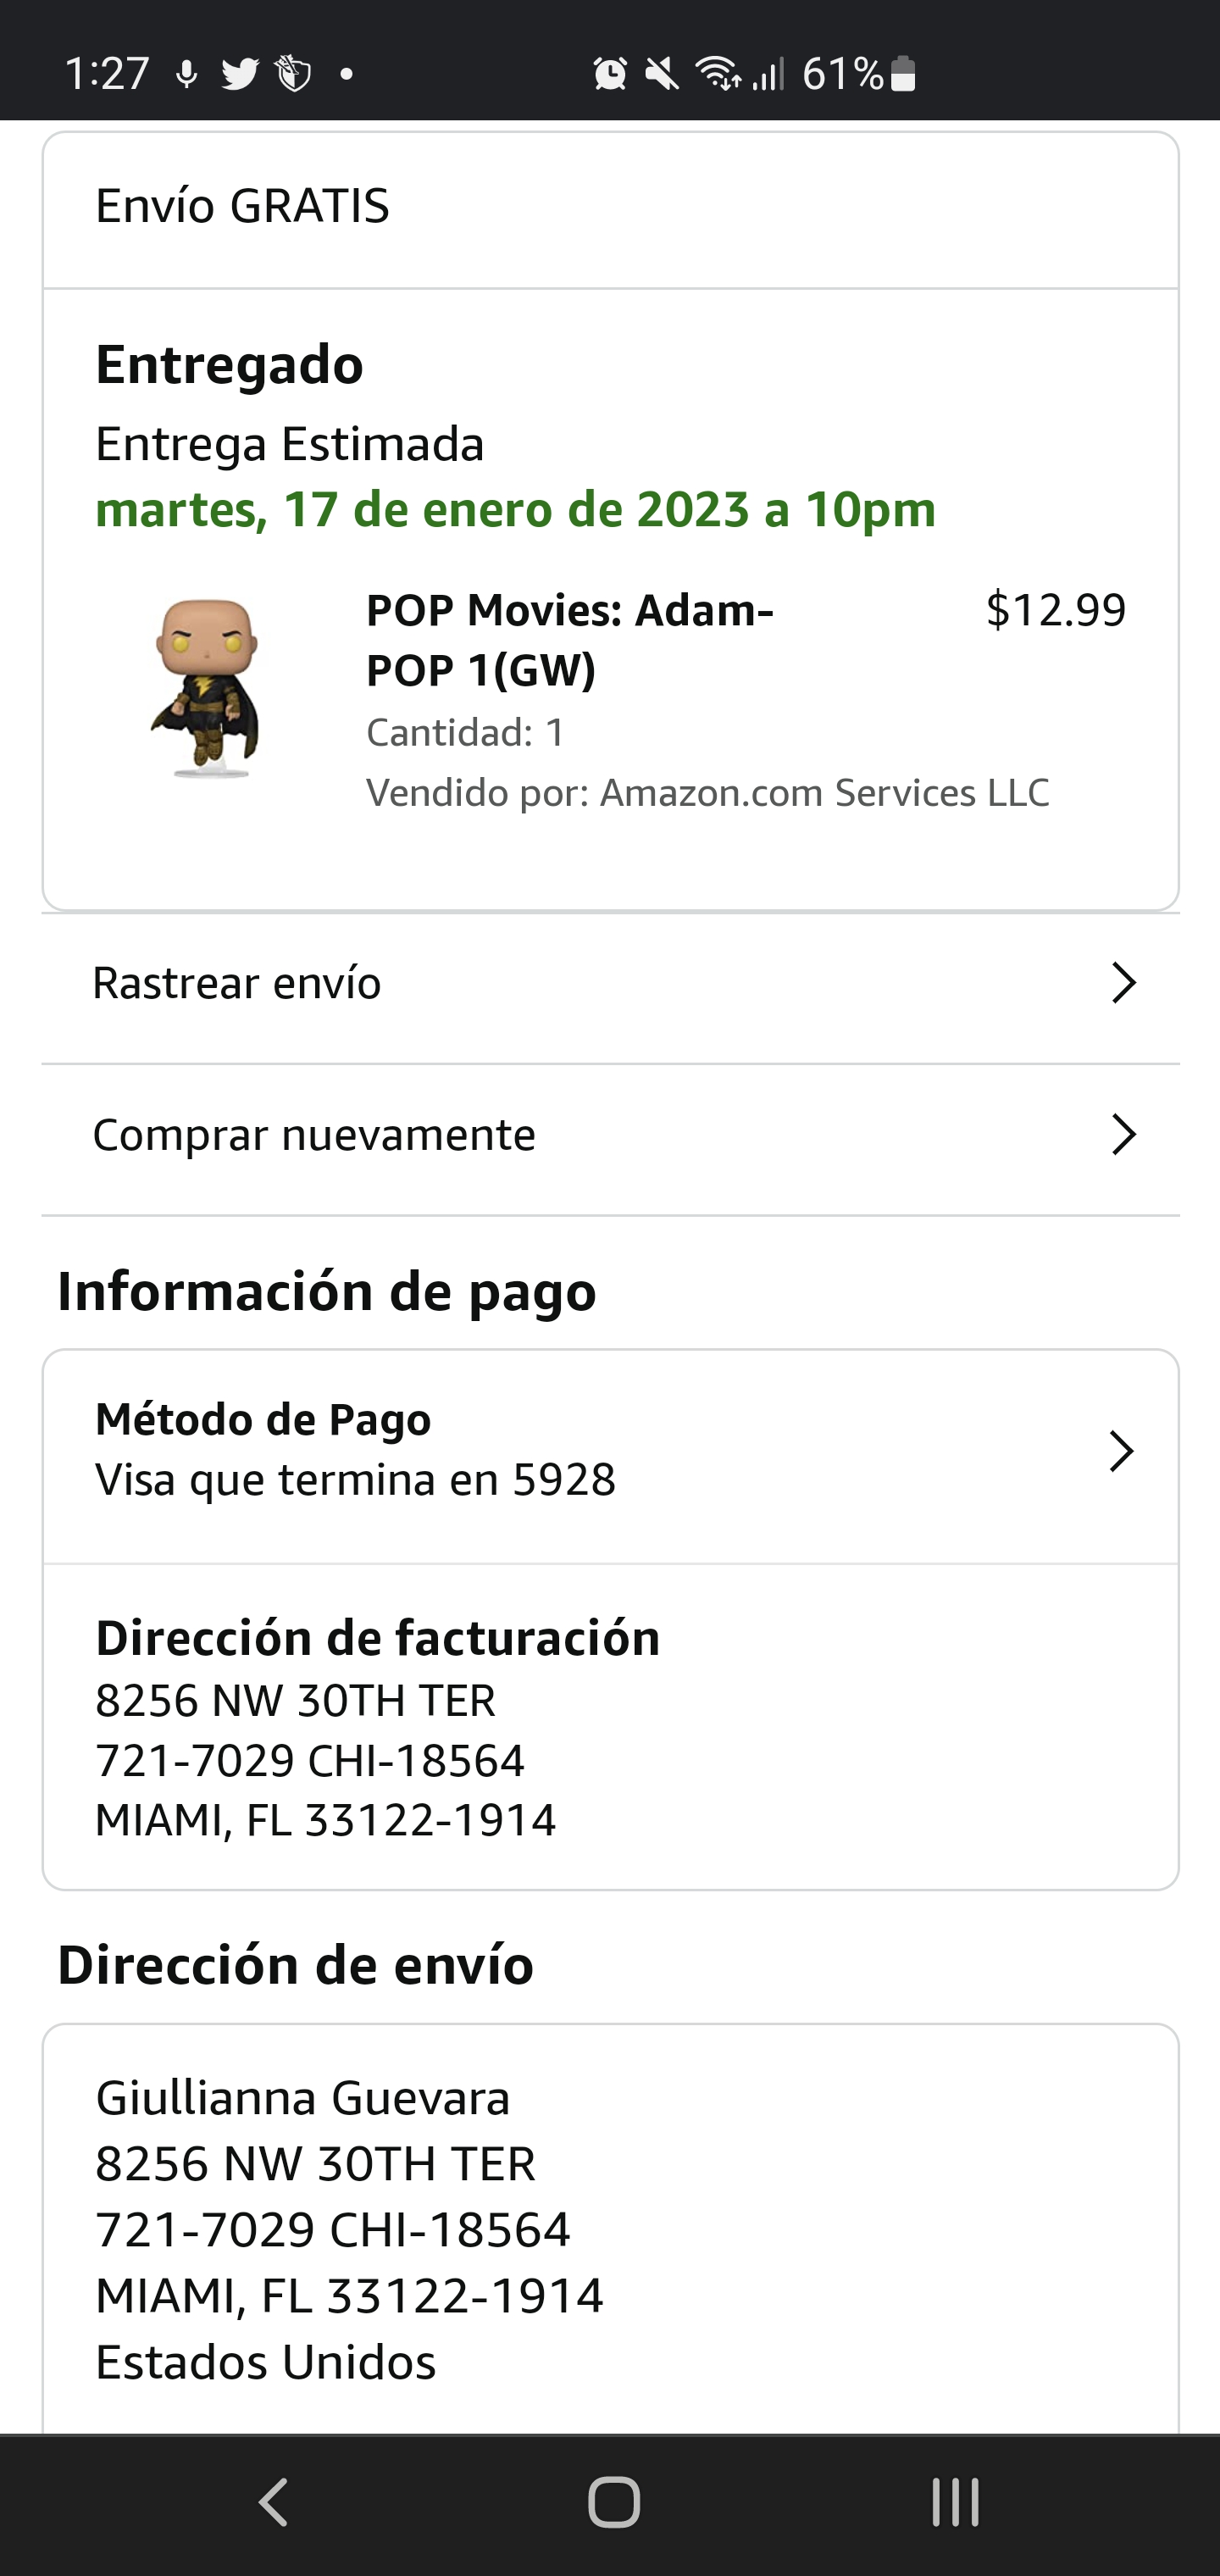 1:27
61%
Envío GRATIS
Entregado
Entrega Estimada
martes, 17 de enero de 2023 a 10pm
POP Movies: Adam- $12.99
POP 1(GW)
Cantidad: 1
Vendido por: Amazon.com Services LLC
Rastrear envío
Comprar nuevamente
Información de pago
Método de Pago
Visa que termina en 5928
Dirección de facturación
8256 NW 30TH TER
721-7029 CHI-18564
MIAMI, FL 33122-1914
Dirección de envío
Giullianna Guevara
8256 NW 30TH TER
721-7029 CHI-18564
MIAMI, FL 33122-1914
Estados Unidos